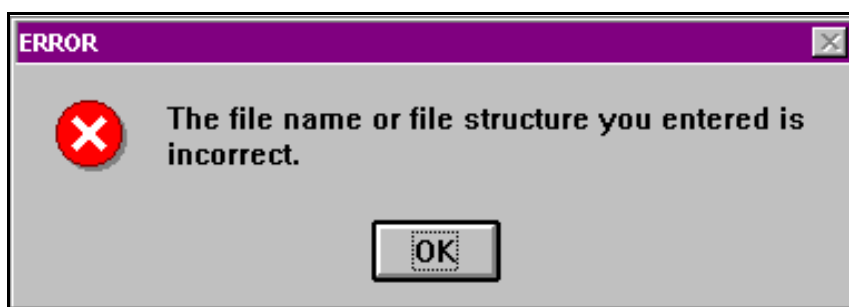 ERROR
The file name or file structure you entered is
incorrect.
OK